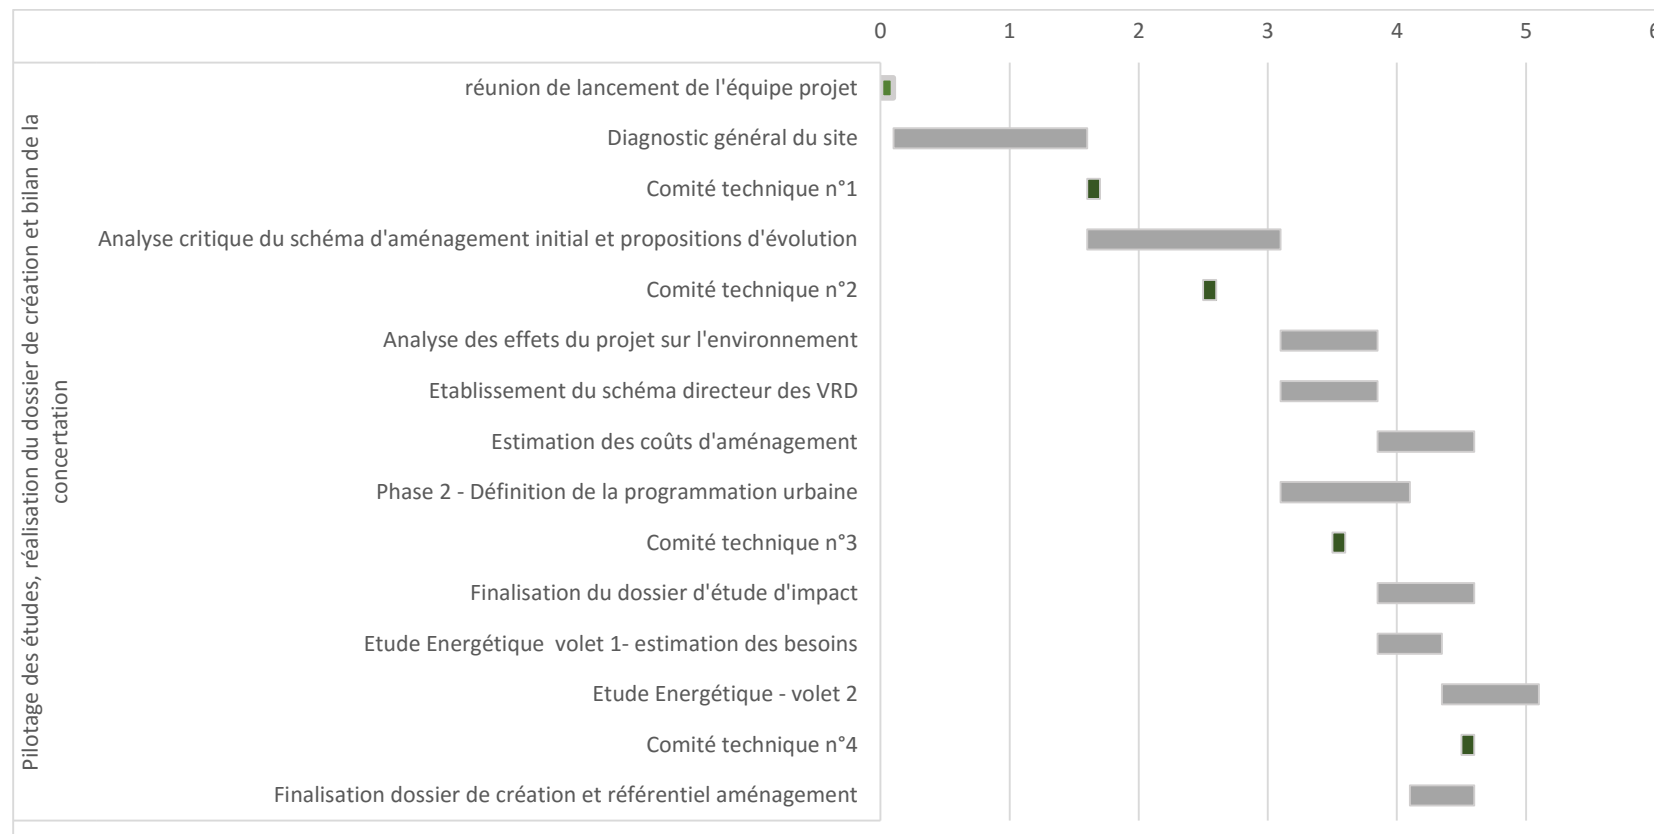 0 1 2 3 4 5 6
Pilotage des études, réalisation du dossier de création et bilan de la
concertation
réunion de lancement de l'équipe projet
Diagnostic général du site
Comité technique n°1
Analyse critique du schéma d'aménagement initial et propositions d'évolution
Comité technique n°2
Analyse des effets du projet sur l'environnement
Etablissement du schéma directeur des VRD
Estimation des coûts d'aménagement
Phase 2 - Définition de la programmation urbaine
Comité technique n°3
Finalisation du dossier d'étude d'impact
Etude Energétique  volet 1- estimation des besoins
Etude Energétique - volet 2
Comité technique n°4
Finalisation dossier de création et référentiel aménagement